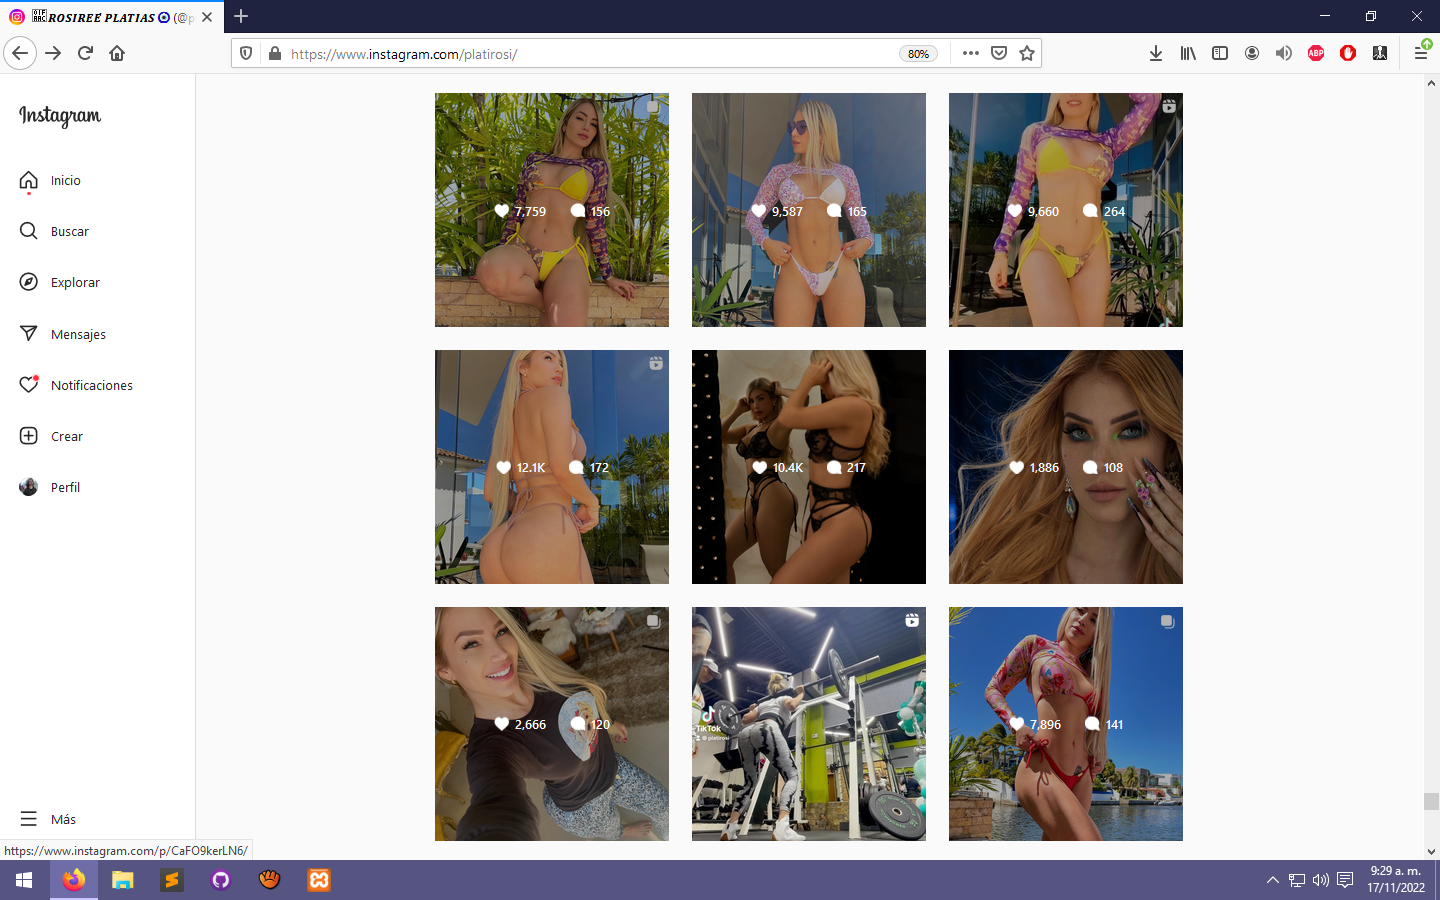 ROSIREE PLATIAS 🧿 (@p
https://www.instagram.com/platirosi/
80%
ABP
Instagram
Inicio
Buscar
Explorar
Mensajes
Notificaciones
Crear
Perfil
Más
7,759 156
9,587 165
9,660 264
12.1K 172
10.4K 217
1,886 108
2,666 120
TikTok
@platirosi
7,896 141
https://www.instagram.com/p/CaFO9kerLN6/
9:29 a. m.
17/11/2022